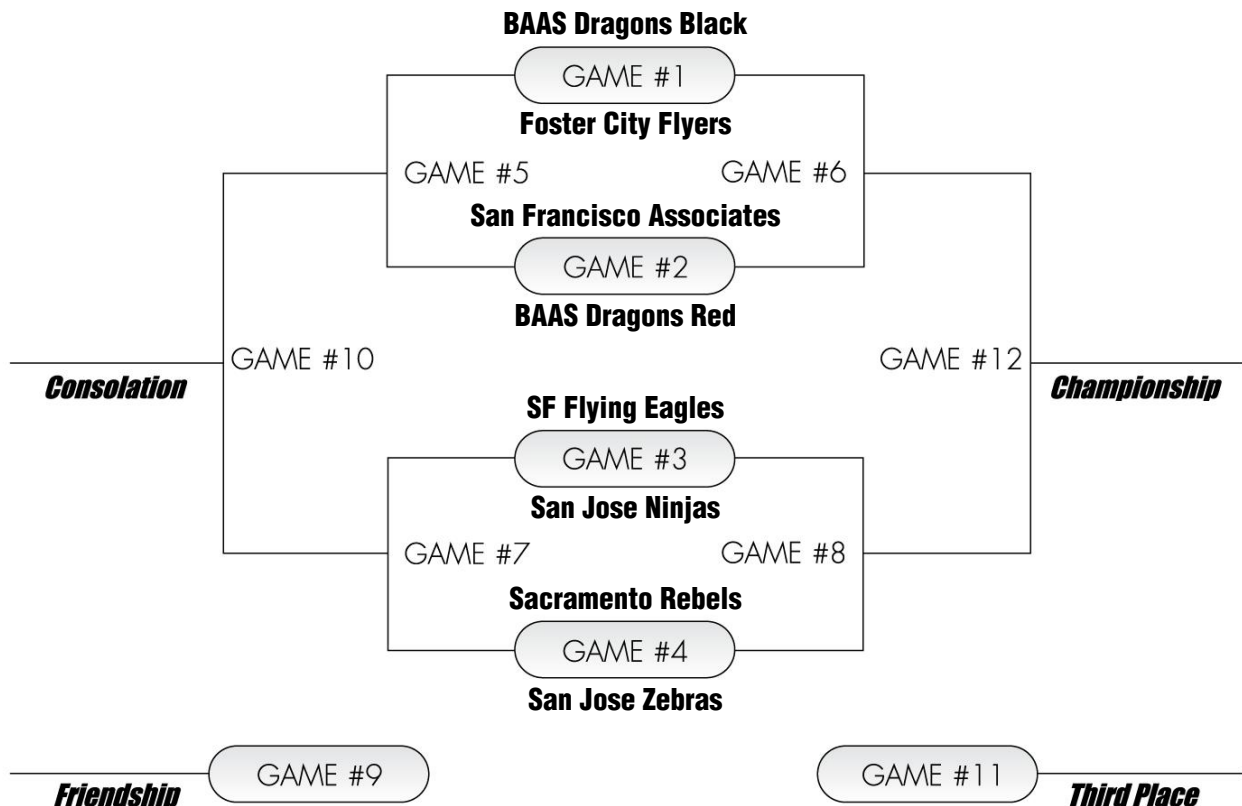 BAAS Dragons Black
GAME #1
Foster City Flyers
GAME #5
GAME #6
San Francisco Associates
GAME #2
BAAS Dragons Red
GAME #10
GAME #12
Consolation
Championship
SF Flying Eagles
GAME #3
San Jose Ninjas
GAME #7
GAME #8
Sacramento Rebels
GAME #4
San Jose Zebras
GAME #9
GAME #11
Friendship
Third Place